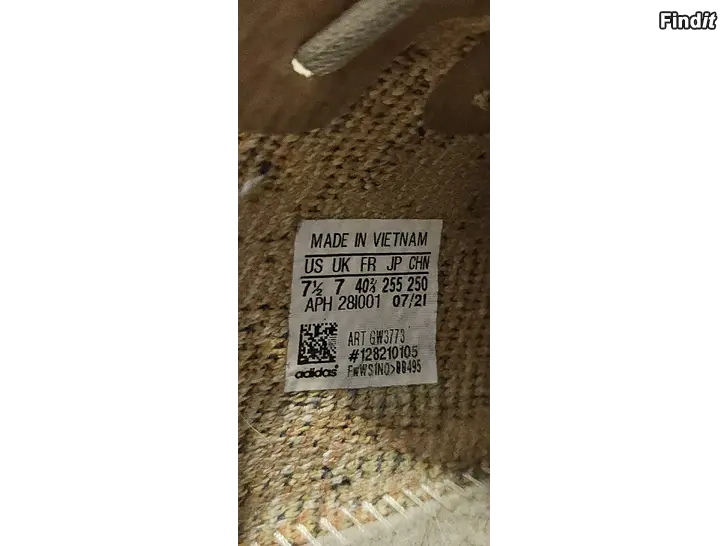 Findit
MADE IN VIETNAM
US UK FR JP CHN
7½ 7 40⅔ 255 250
APH 281001 07/21
ART GW3773
#128210105
adidas